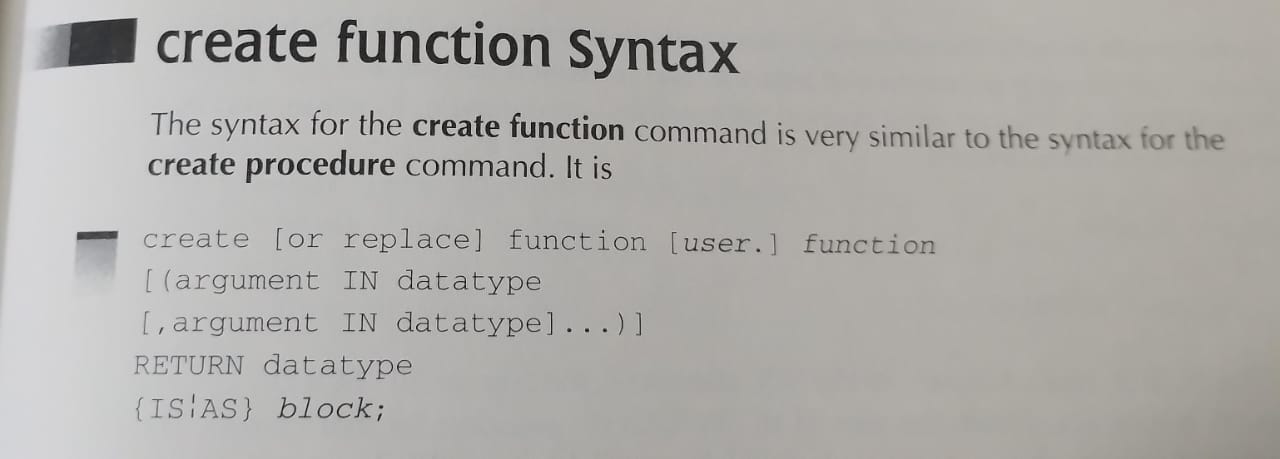 create function Syntax
The syntax for the create function command is very similar to the syntax for the
create procedure command. It is
create [or replace] function [user.] function
[(argument IN datatype
[,argument IN datatype]...)]
RETURN datatype
{IS¦AS} block;